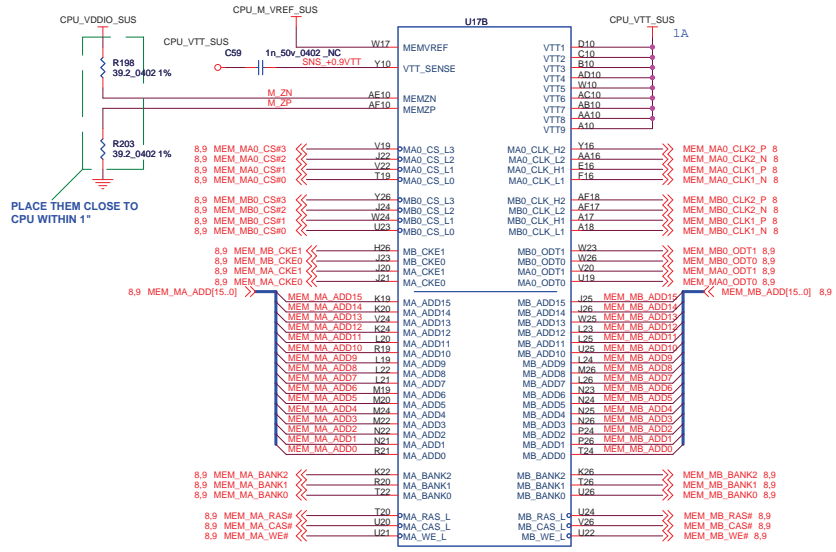 CPU_VDDIO_SUS CPU_M_VREF_SUS U17B CPU_VTT_SUS
CPU_VTT_SUS 1A
C59 1n_50v_0402_NC
SNS_+0.9VTT
R198
39.2_0402 1%
M_ZN
M_ZP
R203
39.2_0402 1%
PLACE THEM CLOSE TO
CPU WITHIN 1"
W17 MEMVREF VTT1 D10
VTT2 C10
VTT3 B10
Y10 VTT_SENSE
VTT4 AD10
VTT5 W10
VTT6 AC10
AE10 MEMZN VTT7 AB10
AF10 MEMZP VTT8 AA10
VTT9 A10
8,9 MEM_MA0_CS#3 V19 MA0_CS_L3 MA0_CLK_H2 Y16 MEM_MA0_CLK2_P 8
8,9 MEM_MA0_CS#2 J22 MA0_CS_L2 MA0_CLK_L2 AA16 MEM_MA0_CLK2_N 8
8,9 MEM_MA0_CS#1 V22 MA0_CS_L1 MA0_CLK_H1 E16 MEM_MA0_CLK1_P 8
8,9 MEM_MA0_CS#0 T19 MA0_CS_L0 MA0_CLK_L1 F16 MEM_MA0_CLK1_N 8
8,9 MEM_MB0_CS#3 Y26 MB0_CS_L3 MB0_CLK_H2 AF18 MEM_MB0_CLK2_P 8
8,9 MEM_MB0_CS#2 J24 MB0_CS_L2 MB0_CLK_L2 AF17 MEM_MB0_CLK2_N 8
8,9 MEM_MB0_CS#1 W24 MB0_CS_L1 MB0_CLK_H1 A17 MEM_MB0_CLK1_P 8
8,9 MEM_MB0_CS#0 U23 MB0_CS_L0 MB0_CLK_L1 A18 MEM_MB0_CLK1_N 8
8,9 MEM_MB_CKE1 H26 MB_CKE1 MB0_ODT1 W23 MEM_MB0_ODT1 8,9
8,9 MEM_MB_CKE0 J23 MB_CKE0 MB0_ODT0 W26 MEM_MB0_ODT0 8,9
8,9 MEM_MA_CKE1 J20 MA_CKE1 MA0_ODT1 V20 MEM_MA0_ODT1 8,9
8,9 MEM_MA_CKE0 J21 MA_CKE0 MA0_ODT0 U19 MEM_MA0_ODT0 8,9
8,9 MEM_MA_ADD[15..0] MEM_MB_ADD[15..0] 8,9
MEM_MA_ADD15 K19 MA_ADD15 MB_ADD15 J25 MEM_MB_ADD15
MEM_MA_ADD14 K20 MA_ADD14 MB_ADD14 J26 MEM_MB_ADD14
MEM_MA_ADD13 V24 MA_ADD13 MB_ADD13 W25 MEM_MB_ADD13
MEM_MA_ADD12 K24 MA_ADD12 MB_ADD12 L23 MEM_MB_ADD12
MEM_MA_ADD11 L20 MA_ADD11 MB_ADD11 L25 MEM_MB_ADD11
MEM_MA_ADD10 R19 MA_ADD10 MB_ADD10 U25 MEM_MB_ADD10
MEM_MA_ADD9 L19 MA_ADD9 MB_ADD9 L24 MEM_MB_ADD9
MEM_MA_ADD8 L22 MA_ADD8 MB_ADD8 M26 MEM_MB_ADD8
MEM_MA_ADD7 L21 MA_ADD7 MB_ADD7 L26 MEM_MB_ADD7
MEM_MA_ADD6 M19 MA_ADD6 MB_ADD6 N23 MEM_MB_ADD6
MEM_MA_ADD5 M20 MA_ADD5 MB_ADD5 N24 MEM_MB_ADD5
MEM_MA_ADD4 M24 MA_ADD4 MB_ADD4 N25 MEM_MB_ADD4
MEM_MA_ADD3 M22 MA_ADD3 MB_ADD3 N26 MEM_MB_ADD3
MEM_MA_ADD2 N22 MA_ADD2 MB_ADD2 P24 MEM_MB_ADD2
MEM_MA_ADD1 N21 MA_ADD1 MB_ADD1 P26 MEM_MB_ADD1
MEM_MA_ADD0 R21 MA_ADD0 MB_ADD0 T24 MEM_MB_ADD0
8,9 MEM_MA_BANK2 K22 MA_BANK2 MB_BANK2 K26 MEM_MB_BANK2 8,9
8,9 MEM_MA_BANK1 R20 MA_BANK1 MB_BANK1 T26 MEM_MB_BANK1 8,9
8,9 MEM_MA_BANK0 T22 MA_BANK0 MB_BANK0 U26 MEM_MB_BANK0 8,9
8,9 MEM_MA_RAS# T20 MA_RAS_L MB_RAS_L U24 MEM_MB_RAS# 8,9
8,9 MEM_MA_CAS# U20 MA_CAS_L MB_CAS_L V26 MEM_MB_CAS# 8,9
8,9 MEM_MA_WE# U21 MA_WE_L MB_WE_L U22 MEM_MB_WE# 8,9